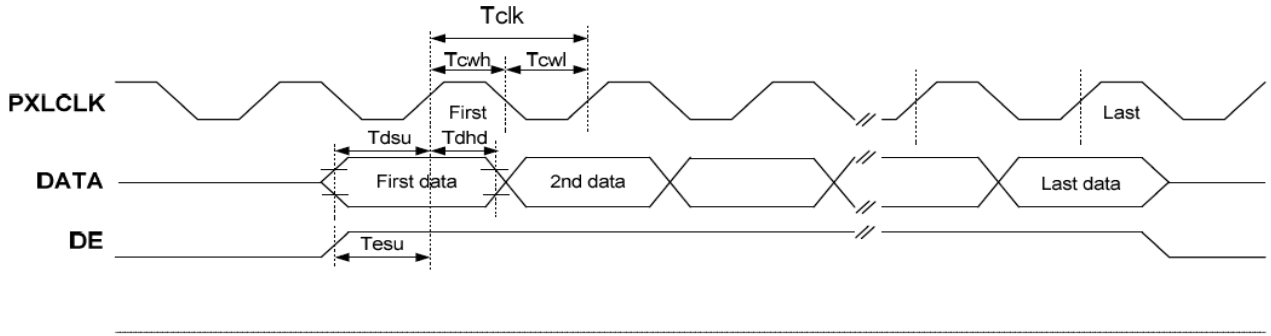 Tclk
Tcwh Tcwl
PXLCLK First Last
Tdsu Tdhd
DATA First data 2nd data Last data
DE Tesu